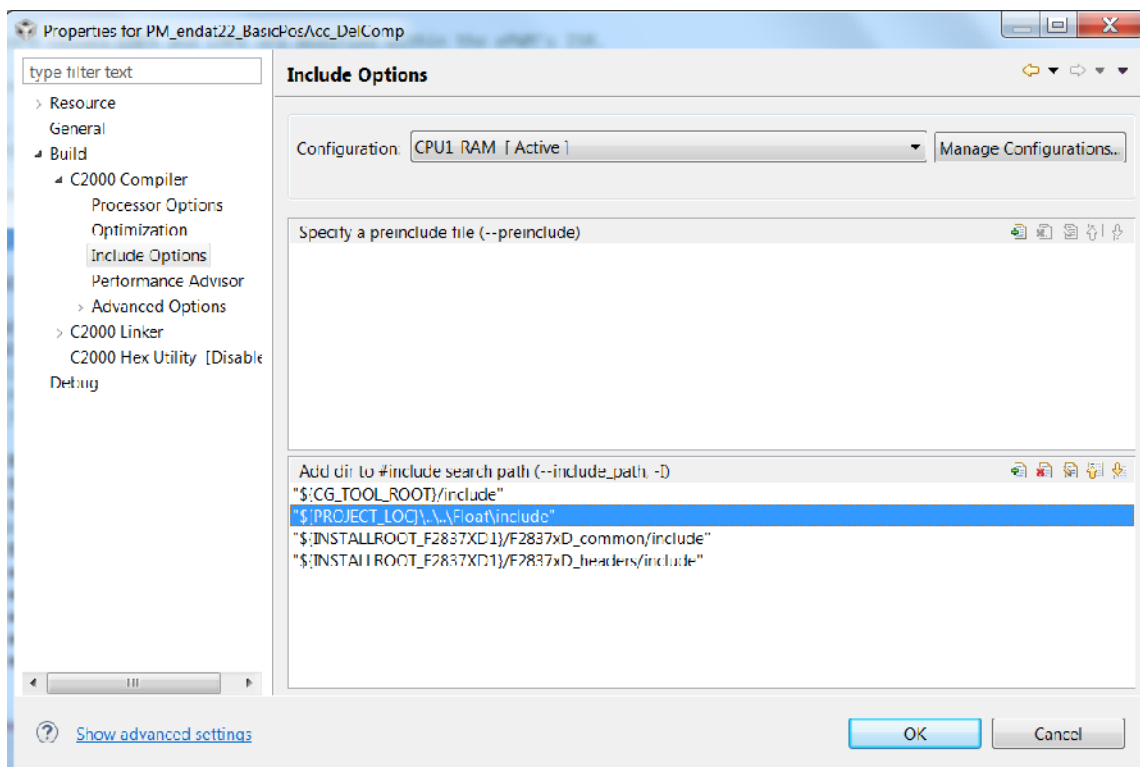 Properties for PM_endat22_BasicPosAcc_DelComp
type filter text
Resource
General
Build
C2000 Compiler
Processor Options
Optimization
Include Options
Performance Advisor
Advanced Options
C2000 Linker
C2000 Hex Utility [Disable
Debug
Include Options
Configuration: CPU1 RAM [ Active ]
Manage Configurations...
Specify a preinclude file (--preinclude)
Add dir to #include search path (--include_path, -I)
"${CG_TOOL_ROOT}/include"
"${PROJECT_LOC}\..\..\Float\include"
"${INSTALLROOT_F2837XD1}/F2837xD_common/include"
"${INSTALLROOT_F2837XD1}/F2837xD_headers/include"
Show advanced settings
OK
Cancel